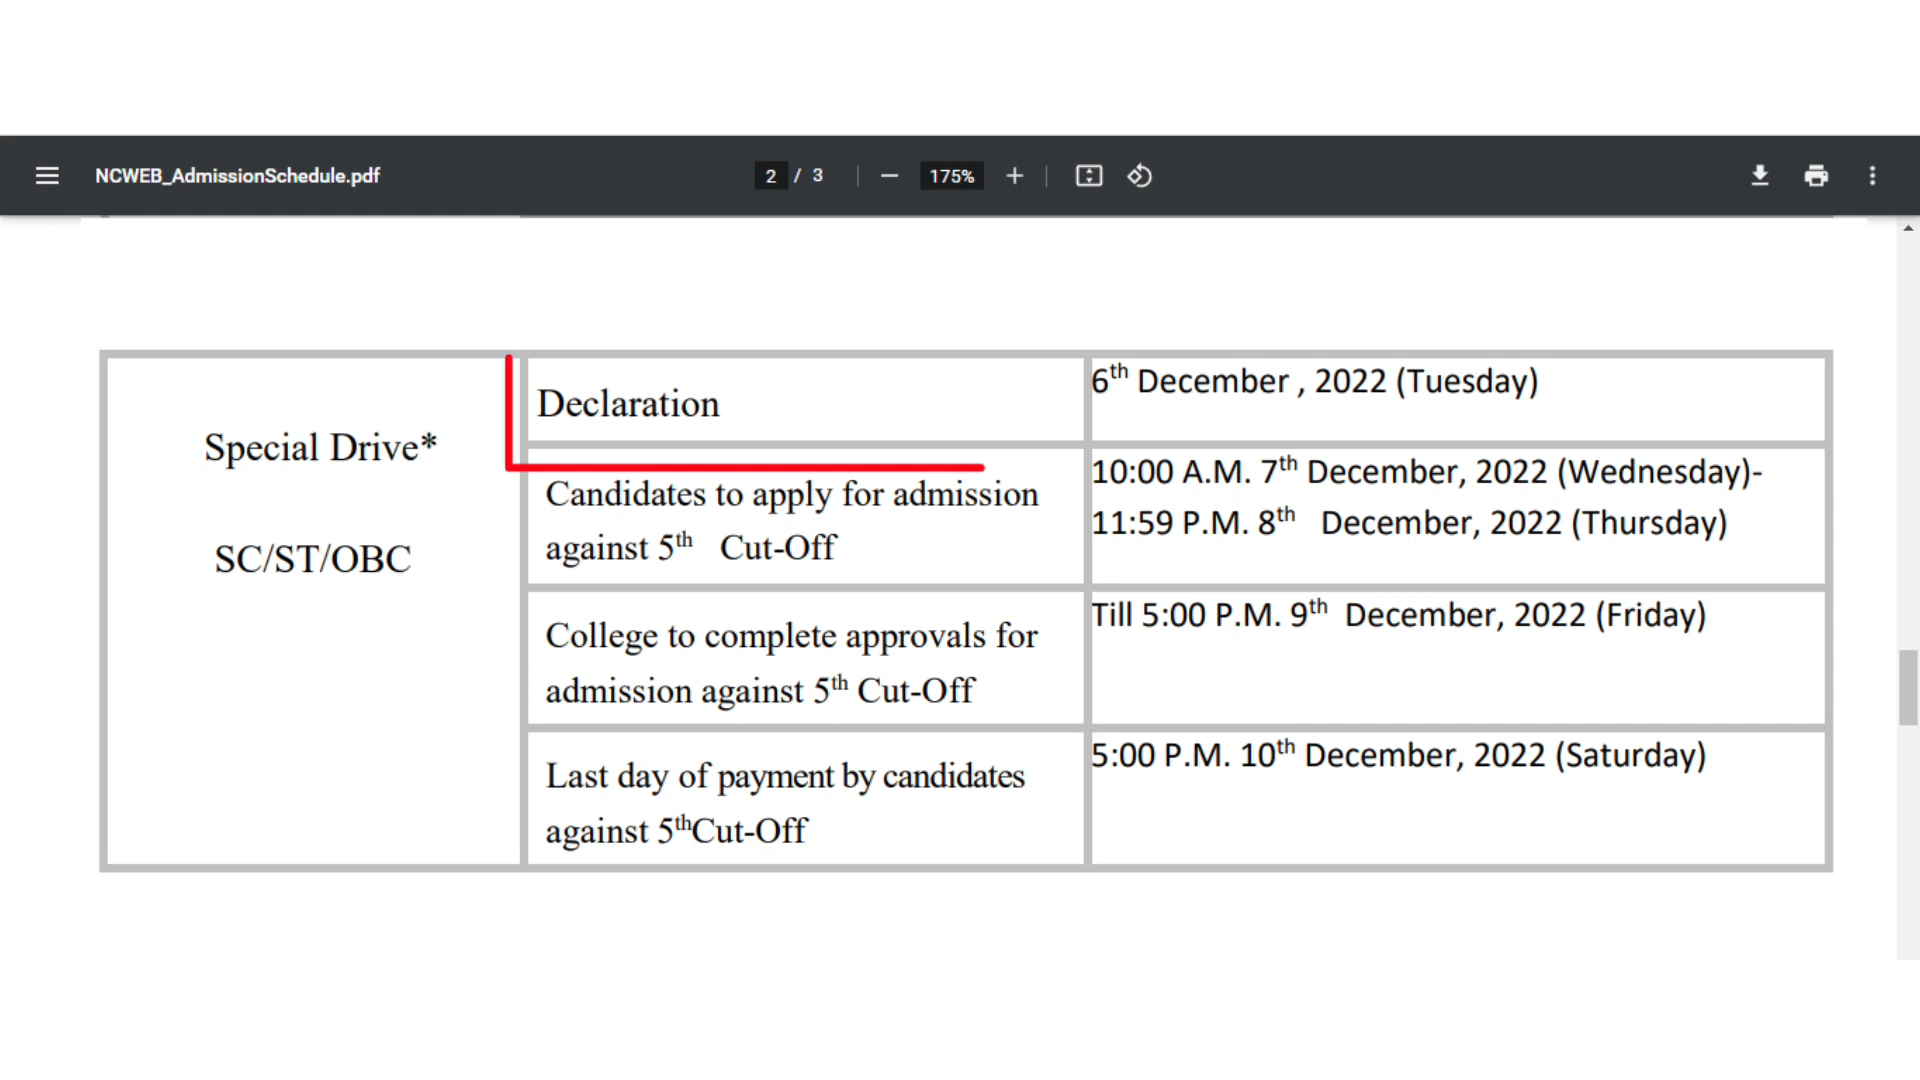 NCWEB_AdmissionSchedule.pdf
2 / 3
175%
Special Drive*
SC/ST/OBC
Declaration
6th December , 2022 (Tuesday)
Candidates to apply for admission
against 5th Cut-Off
10:00 A.M. 7th December, 2022 (Wednesday)-
11:59 P.M. 8th December, 2022 (Thursday)
College to complete approvals for
admission against 5th Cut-Off
Till 5:00 P.M. 9th December, 2022 (Friday)
Last day of payment by candidates
against 5thCut-Off
5:00 P.M. 10th December, 2022 (Saturday)